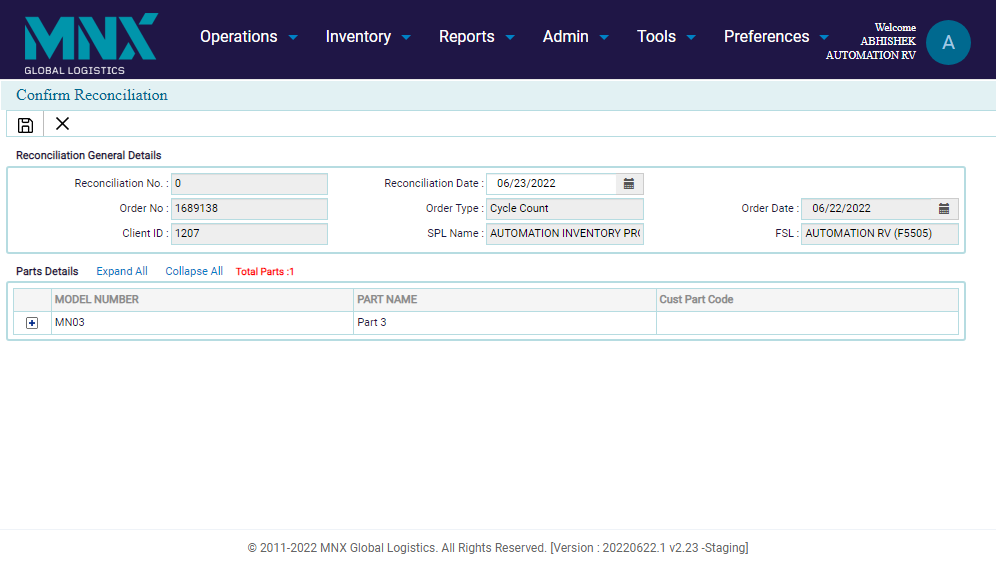 MNX
GLOBAL LOGISTICS
Operations Inventory Reports Admin Tools Preferences
Welcome
ABHISHEK
AUTOMATION RV
A
Confirm Reconciliation
Reconciliation General Details
Reconciliation No. : 0 Reconciliation Date : 06/23/2022
Order No : 1689138 Order Type : Cycle Count Order Date : 06/22/2022
Client ID : 1207 SPL Name : AUTOMATION INVENTORY PRO FSL : AUTOMATION RV (F5505)
Parts Details Expand All Collapse All Total Parts :1
MODEL NUMBER PART NAME Cust Part Code
MN03 Part 3
© 2011-2022 MNX Global Logistics. All Rights Reserved. [Version : 20220622.1 v2.23 -Staging]